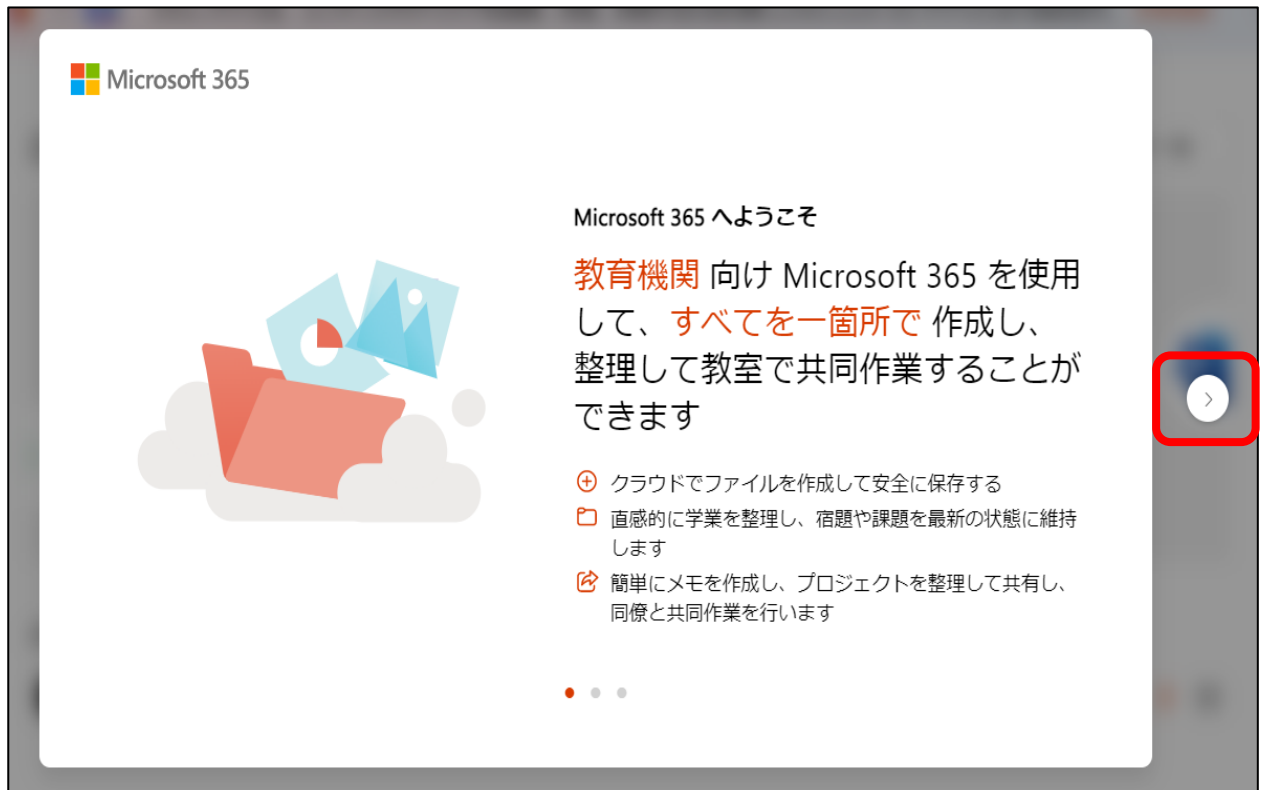 Microsoft 365
Microsoft 365 へようこそ
教育機関 向け Microsoft 365 を使用
して、すべてを一箇所で 作成し、
整理して教室で共同作業することが
できます
クラウドでファイルを作成して安全に保存する
直感的に学業を整理し、宿題や課題を最新の状態に維持
します
簡単にメモを作成し、プロジェクトを整理して共有し、
同僚と共同作業を行います